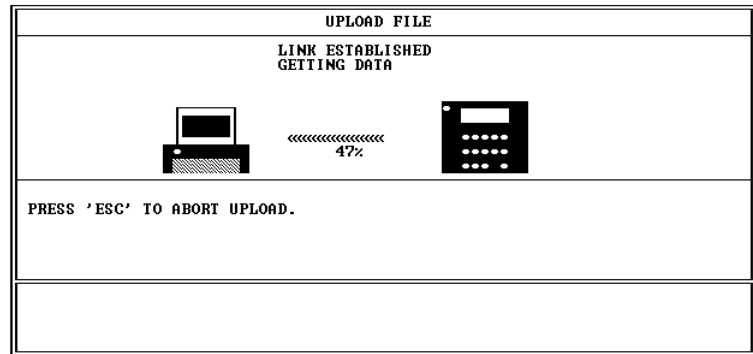 UPLOAD FILE
LINK ESTABLISHED
GETTING DATA
«««««««««
47%
PRESS 'ESC' TO ABORT UPLOAD.